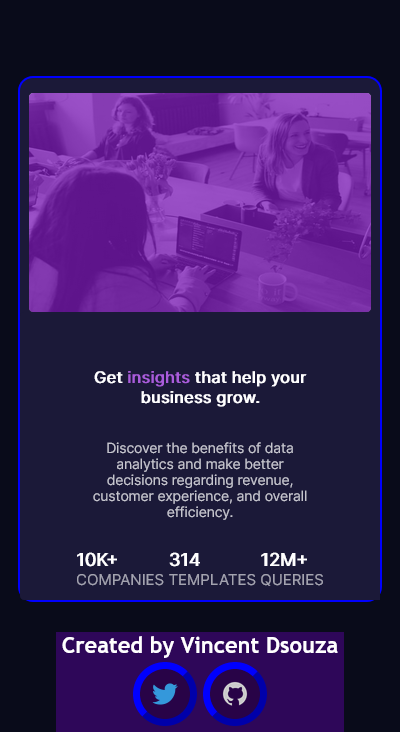 Get insights that help your
business grow.
Discover the benefits of data
analytics and make better
decisions regarding revenue,
customer experience, and overall
efficiency.
10K+ 314 12M+
COMPANIES TEMPLATES QUERIES
Created by Vincent Dsouza